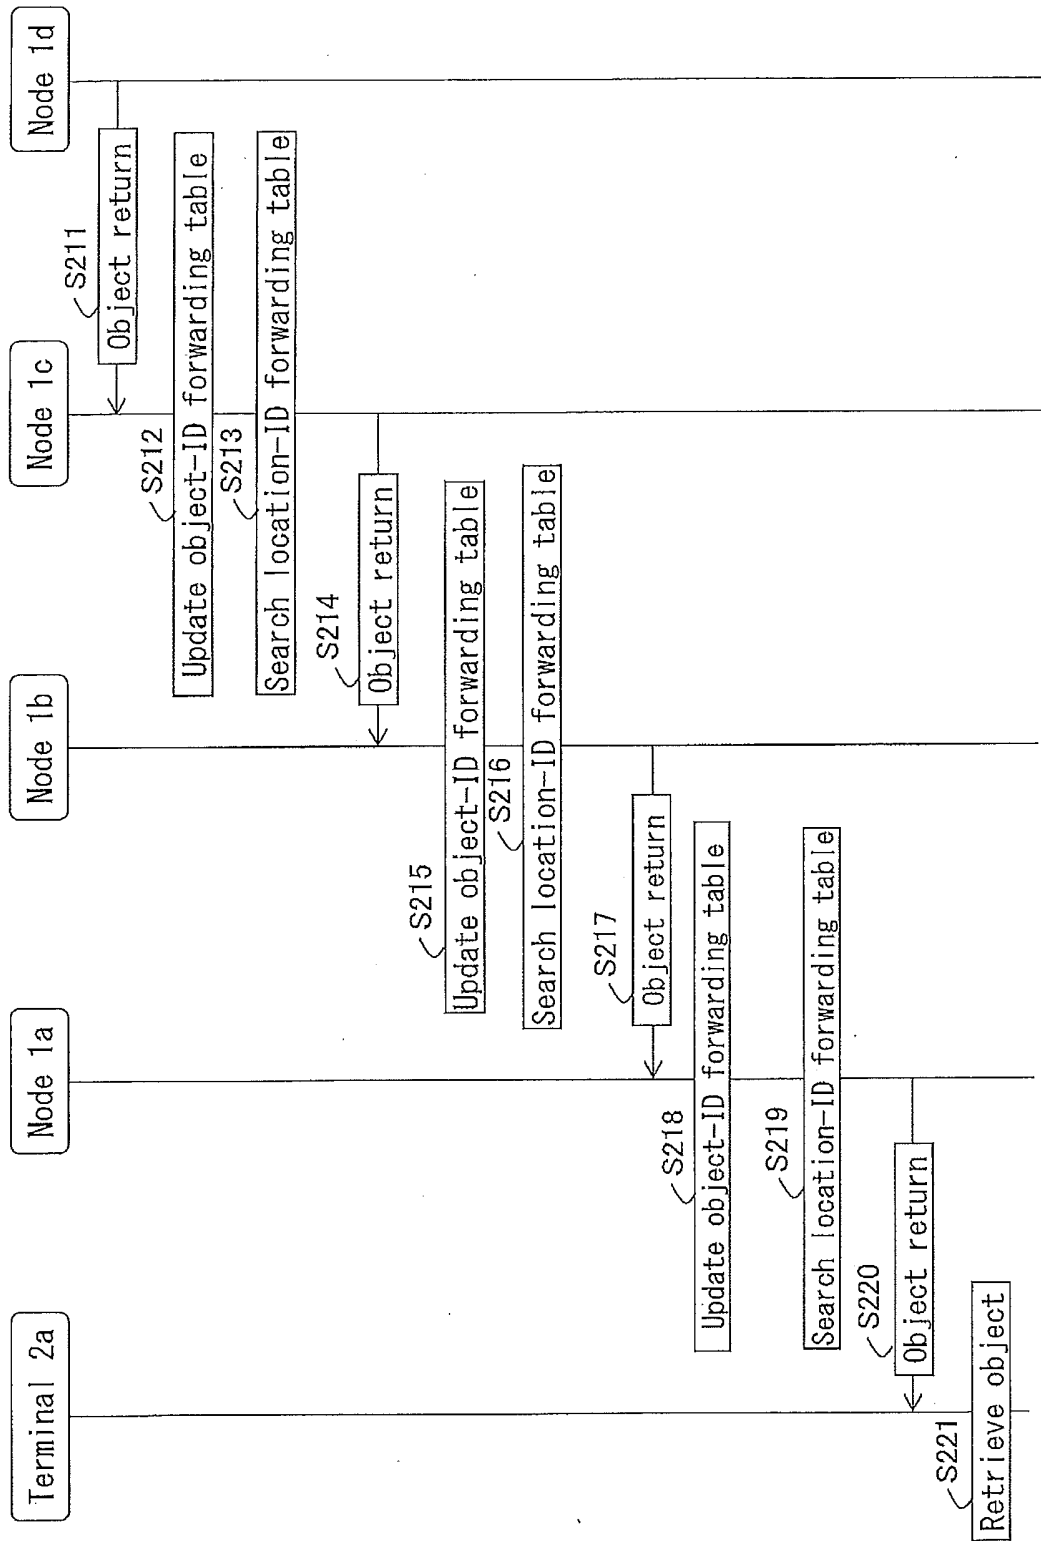 Terminal 2a
Node 1a
Node 1b
Node 1c
Node 1d
S211
Object return
S212
Update object-ID forwarding table
S213
Search location-ID forwarding table
S214
Object return
S215
Update object-ID forwarding table
S216
Search location-ID forwarding table
S217
Object return
S218
Update object-ID forwarding table
S219
Search location-ID forwarding table
S220
Object return
S221
Retrieve object